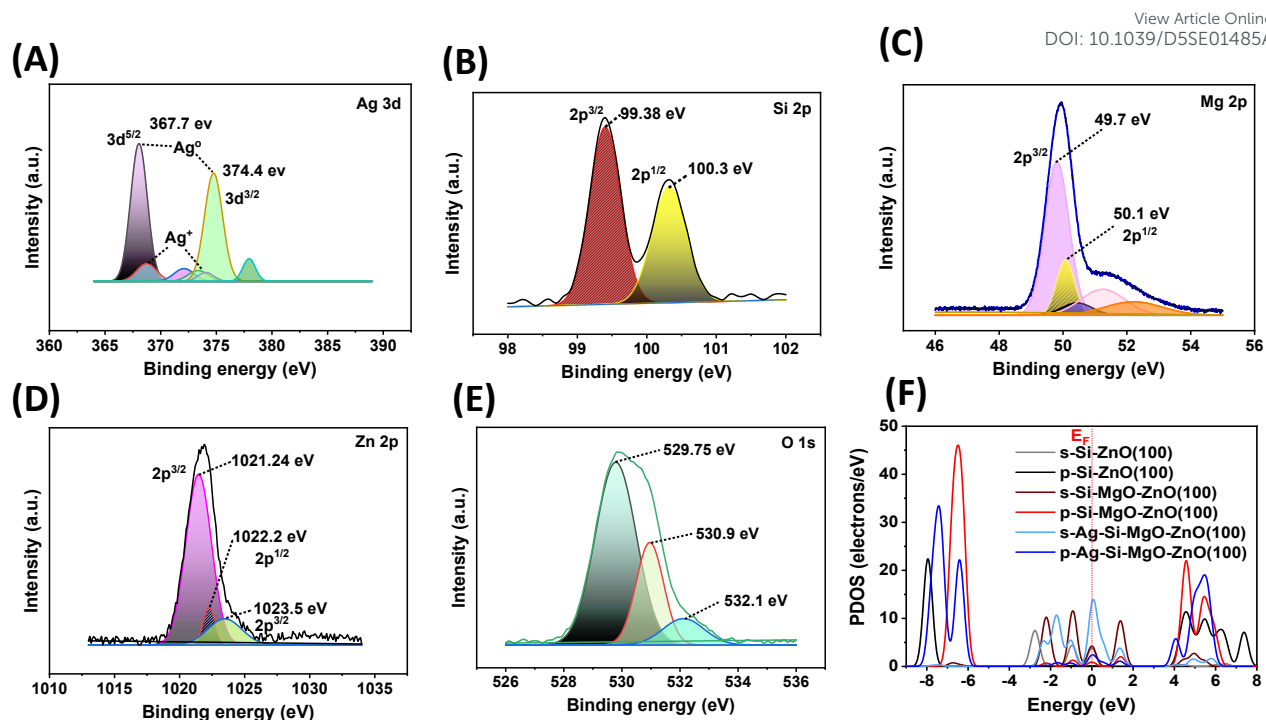 View Article Online
DOI: 10.1039/D5SE01485A
(A)
Ag 3d
367.7 ev
3d5/2
Ag0
374.4 ev
3d3/2
Ag+
Intensity (a.u.)
360 365 370 375 380 385 390
Binding energy (eV)
(B)
Si 2p
2p3/2
99.38 eV
2p1/2
100.3 eV
Intensity (a.u.)
98 99 100 101 102
Binding energy (eV)
(C)
Mg 2p
49.7 eV
2p3/2
50.1 eV
2p1/2
Intensity (a.u.)
46 48 50 52 54 56
Binding energy (eV)
(D)
Zn 2p
2p3/2
1021.24 eV
1022.2 eV
2p1/2
1023.5 eV
2p3/2
Intensity (a.u.)
1010 1015 1020 1025 1030 1035
Binding energy (eV)
(E)
O 1s
529.75 eV
530.9 eV
532.1 eV
Intensity (a.u.)
526 528 530 532 534 536
Binding energy (eV)
(F)
EF
s-Si-ZnO(100)
p-Si-ZnO(100)
s-Si-MgO-ZnO(100)
p-Si-MgO-ZnO(100)
s-Ag-Si-MgO-ZnO(100)
p-Ag-Si-MgO-ZnO(100)
PDOS (electrons/eV)
50
40
30
20
10
0
-8 -6 -4 -2 0 2 4 6 8
Energy (eV)